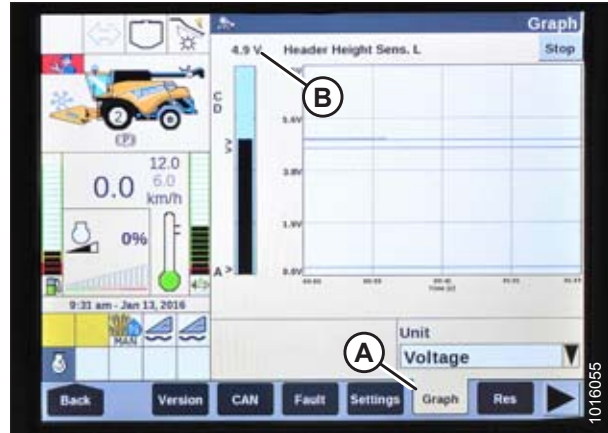 Graph
4.9 V
Header Height Sens. L
Stop
B
C
D
5.6V
3.8V
1.9V
0.0V
A >
2
(P)
12.0
6.0
0.0
km/h
0%
9:31 am - Jan 13, 2016
MAN
A
Unit
Voltage
Back
Version
CAN
Fault
Settings
Graph
Res
1016055